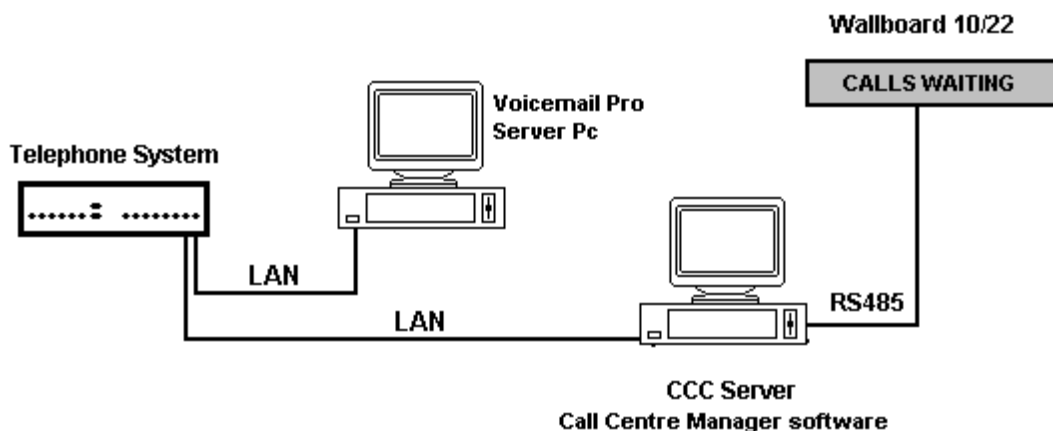 Wallboard 10/22
CALLS WAITING
Voicemail Pro
Server Pc
Telephone System
LAN
LAN
RS485
CCC Server
Call Centre Manager software